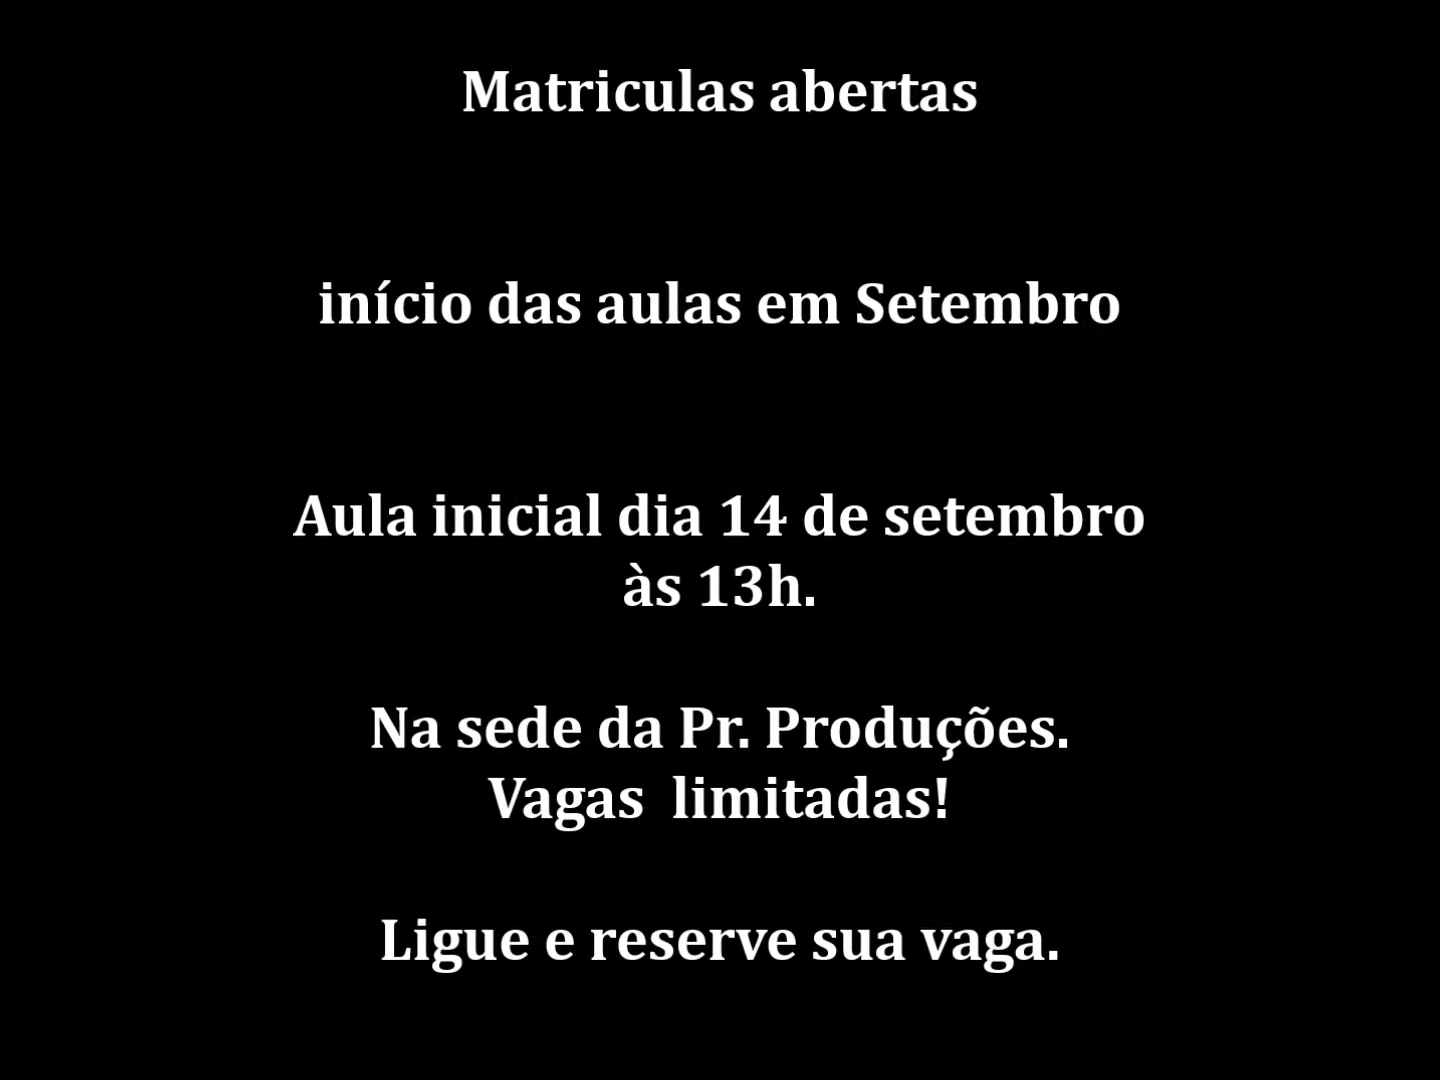 Matriculas abertas
início das aulas em Setembro
Aula inicial dia 14 de setembro
às 13h.
Na sede da Pr. Produções.
Vagas  limitadas!
Ligue e reserve sua vaga.